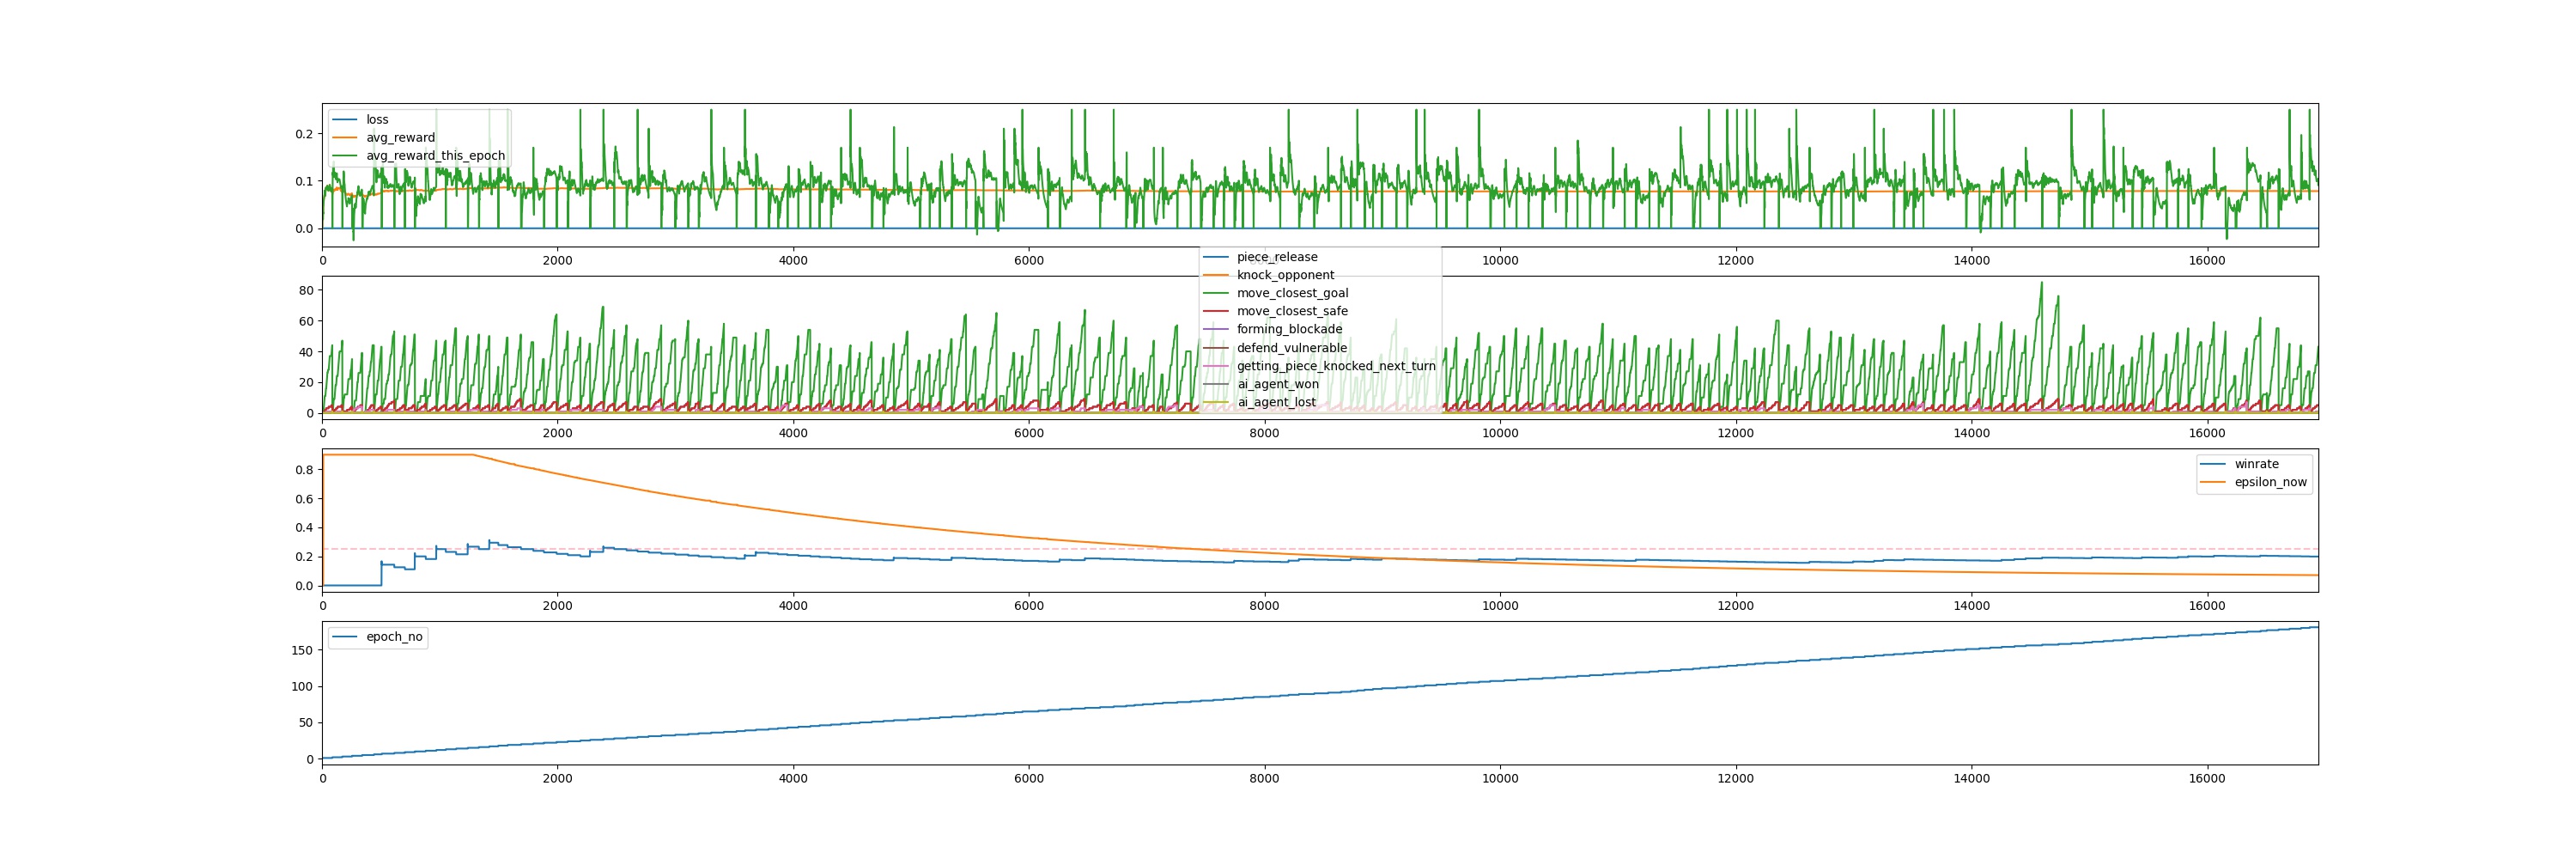 loss
avg_reward
avg_reward_this_epoch
0.2
0.1
0.0
0 2000 4000 6000 10000 12000 14000 16000
piece_release
knock_opponent
move_closest_goal
move_closest_safe
forming_blockade
defend_vulnerable
getting_piece_knocked_next_turn
ai_agent_won
ai_agent_lost
80
60
40
20
0
0 2000 4000 6000 8000 10000 12000 14000 16000
winrate
epsilon_now
0.8
0.6
0.4
0.2
0.0
0 2000 4000 6000 8000 10000 12000 14000 16000
epoch_no
150
100
50
0
0 2000 4000 6000 8000 10000 12000 14000 16000